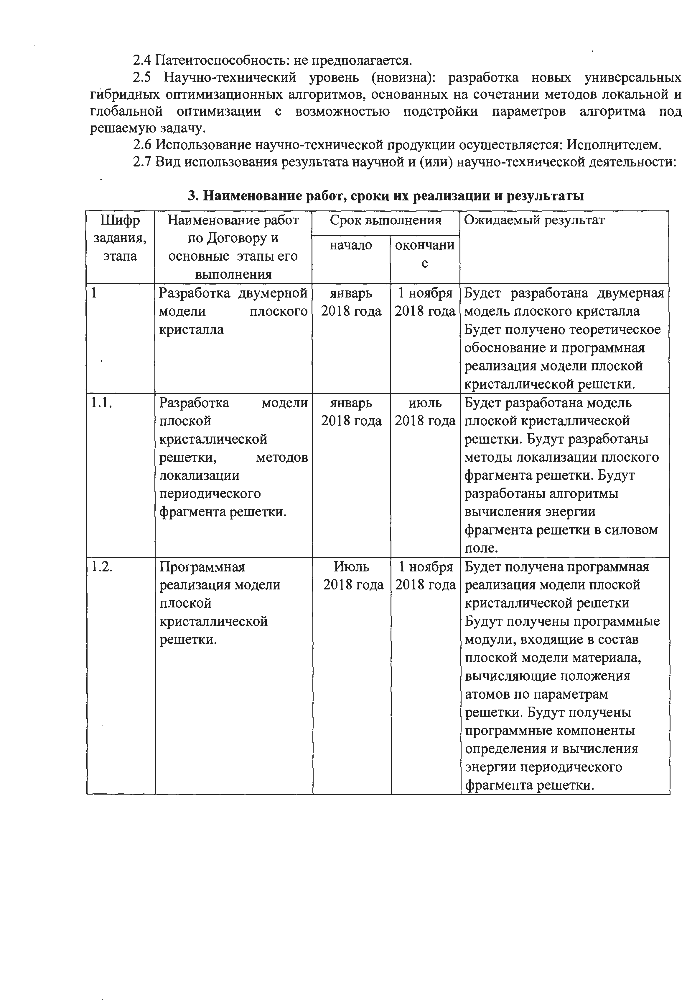 2.4 Патентоспособность: не предполагается.
2.5 Научно-технический уровень (новизна): разработка новых универсальных
гибридных оптимизационных алгоритмов, основанных на сочетании методов локальной и
глобальной оптимизации с возможностью подстройки параметров алгоритма под
решаемую задачу.
2.6 Использование научно-технической продукции осуществляется: Исполнителем.
2.7 Вид использования результата научной и (или) научно-технической деятельности:
3. Наименование работ, сроки их реализации и результаты
Шифр
задания,
этапа
Наименование работ
по Договору и
основные этапы его
выполнения
Срок выполнения
начало
окончани
е
Ожидаемый результат
1
Разработка двумерной
модели плоского
кристалла
январь
2018 года
1 ноября
2018 года
Будет разработана двумерная
модель плоского кристалла
Будет получено теоретическое
обоснование и программная
реализация модели плоской
кристаллической решетки.
1.1.
Разработка модели
плоской
кристаллической
решетки, методов
локализации
периодического
фрагмента решетки.
январь
2018 года
июль
2018 года
Будет разработана модель
плоской кристаллической
решетки. Будут разработаны
методы локализации плоского
фрагмента решетки. Будут
разработаны алгоритмы
вычисления энергии
фрагмента решетки в силовом
поле.
1.2.
Программная
реализация модели
плоской
кристаллической
решетки.
Июль
2018 года
1 ноября
2018 года
Будет получена программная
реализация модели плоской
кристаллической решетки
Будут получены программные
модули, входящие в состав
плоской модели материала,
вычисляющие положения
атомов по параметрам
решетки. Будут получены
программные компоненты
определения и вычисления
энергии периодического
фрагмента решетки.